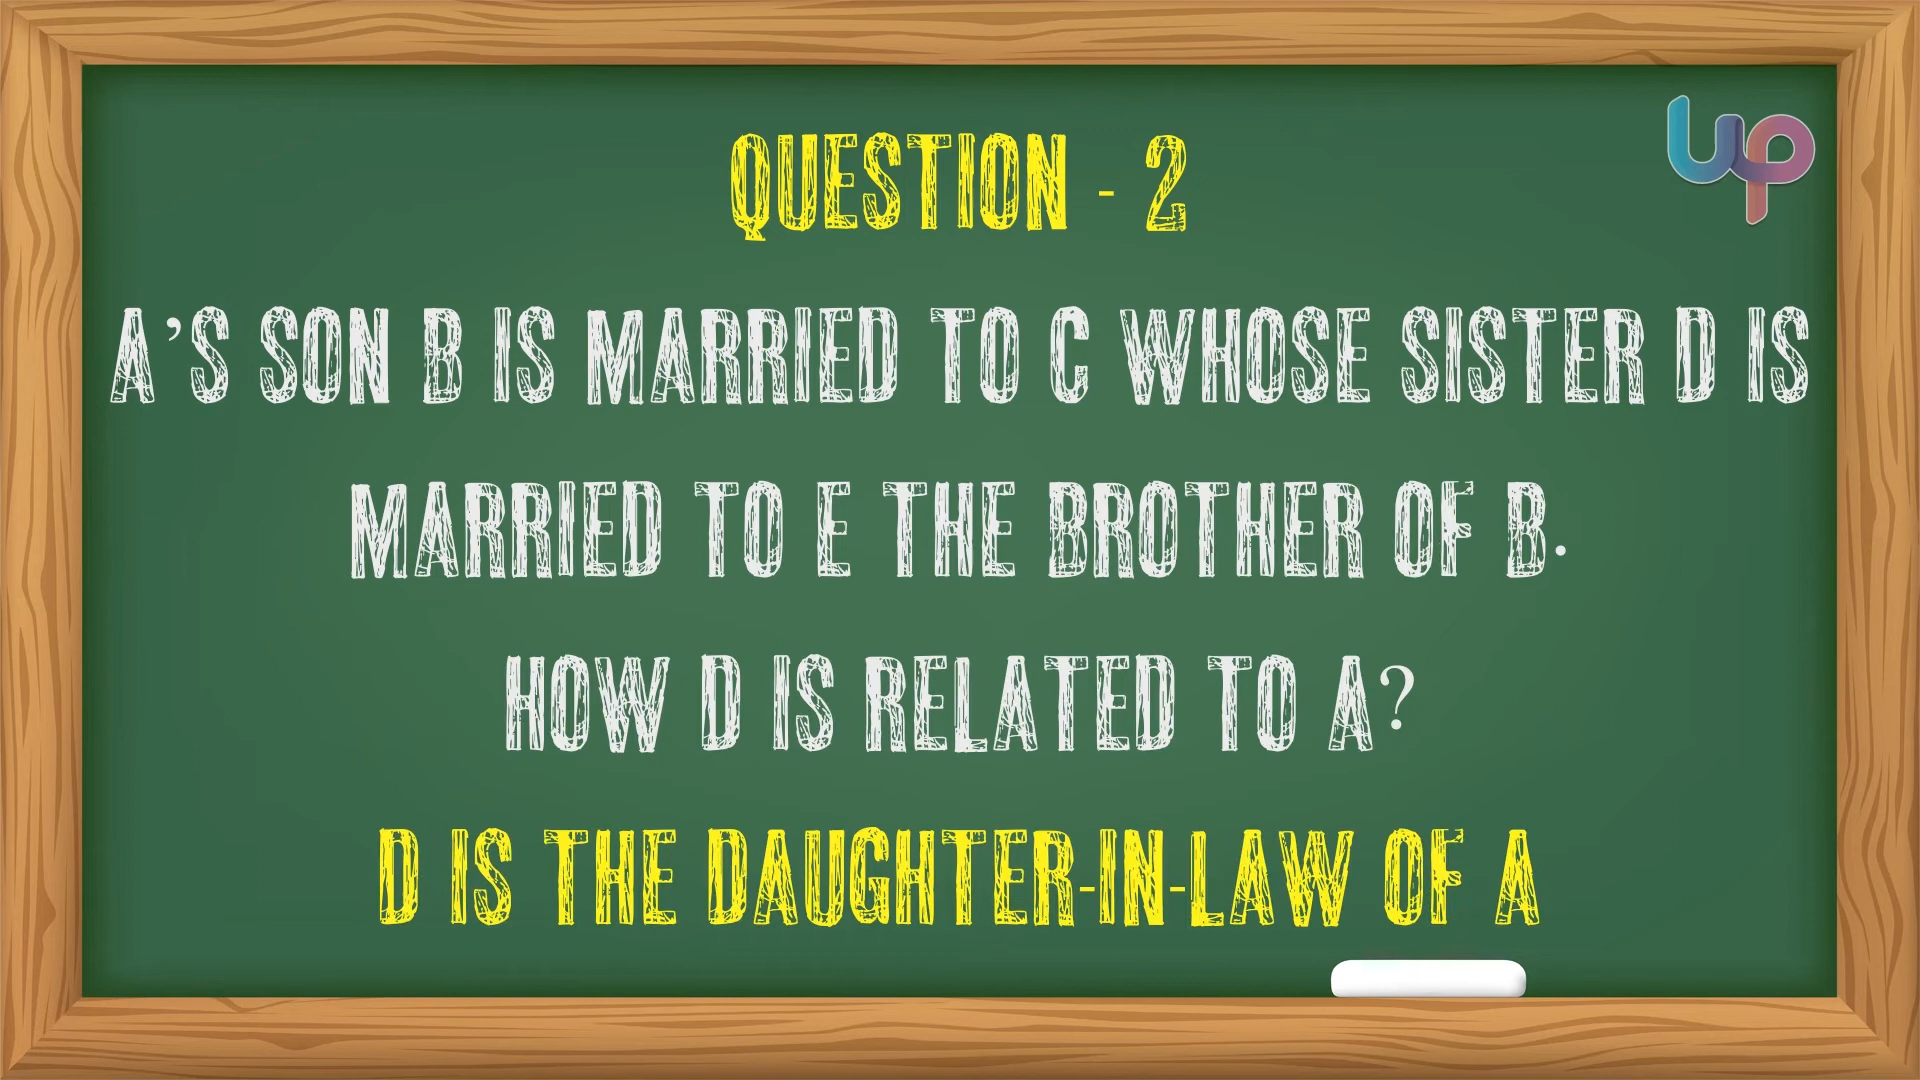 UP
QUESTION - 2
A'S SON B IS MARRIED TO C WHOSE SISTER D IS
MARRIED TO E THE BROTHER OF B.
HOW D IS RELATED TO A?
D IS THE DAUGHTER-IN-LAW OF A